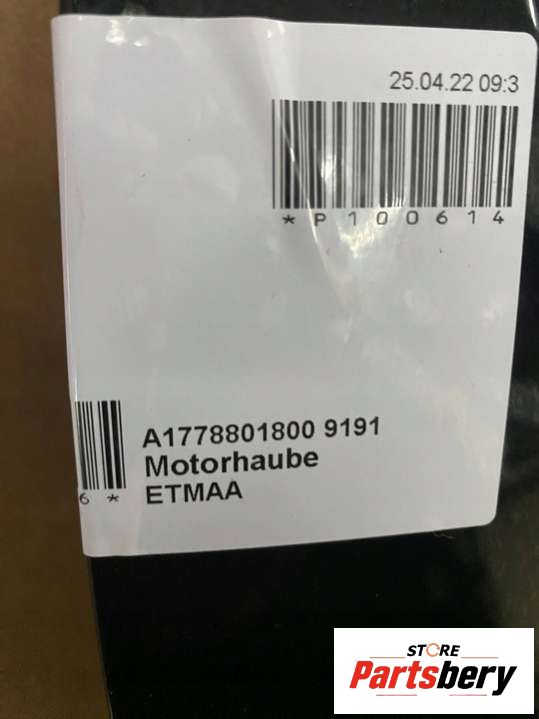 25.04.22 09:3
*P100614
6*
A1778801800 9191
Motorhaube
ETMAA
STORE
Partsbery